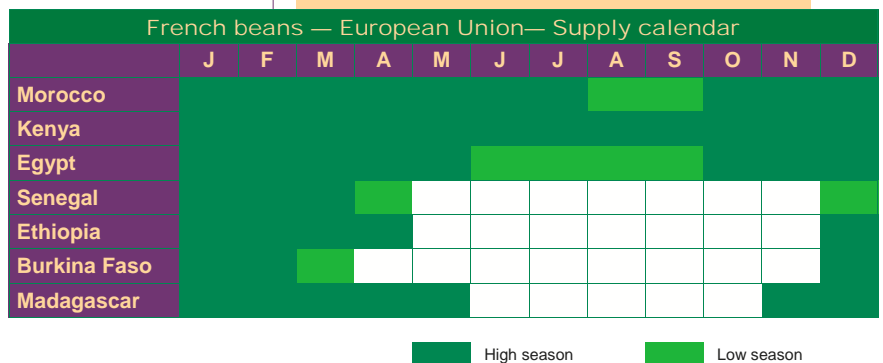 French beans — European Union— Supply calendar
J F M A M J J A S O N D
Morocco
Kenya
Egypt
Senegal
Ethiopia
Burkina Faso
Madagascar
High season Low season